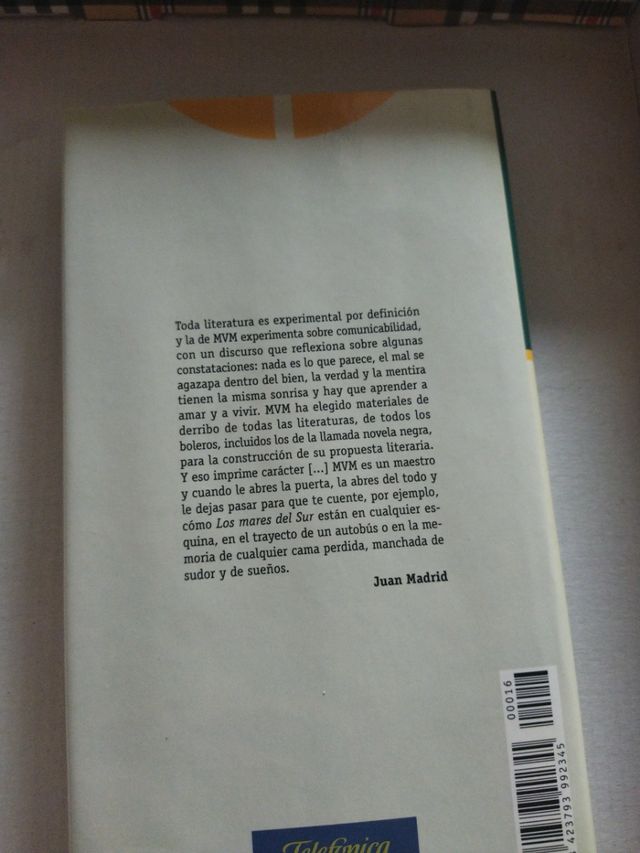 Toda literatura es experimental por definición
y la de MVM experimenta sobre comunicabilidad,
con un discurso que reflexiona sobre algunas
constataciones: nada es lo que parece, el mal se
agazapa dentro del bien, la verdad y la mentira
tienen la misma sonrisa y hay que aprender a
amar y a vivir. MVM ha elegido materiales de
derribo de todas las literaturas, de todos los
boleros, incluidos los de la llamada novela negra,
para la construcción de su propuesta literaria.
Y eso imprime carácter [...] MVM es un maestro
y cuando le abres la puerta, la abres del todo y
le dejas pasar para que te cuente, por ejemplo,
cómo Los mares del Sur están en cualquier es-
quina, en el trayecto de un autobús o en la me-
moria de cualquier cama perdida, manchada de
sudor y de sueños.
Juan Madrid
00016
423793 992345
Telefónica